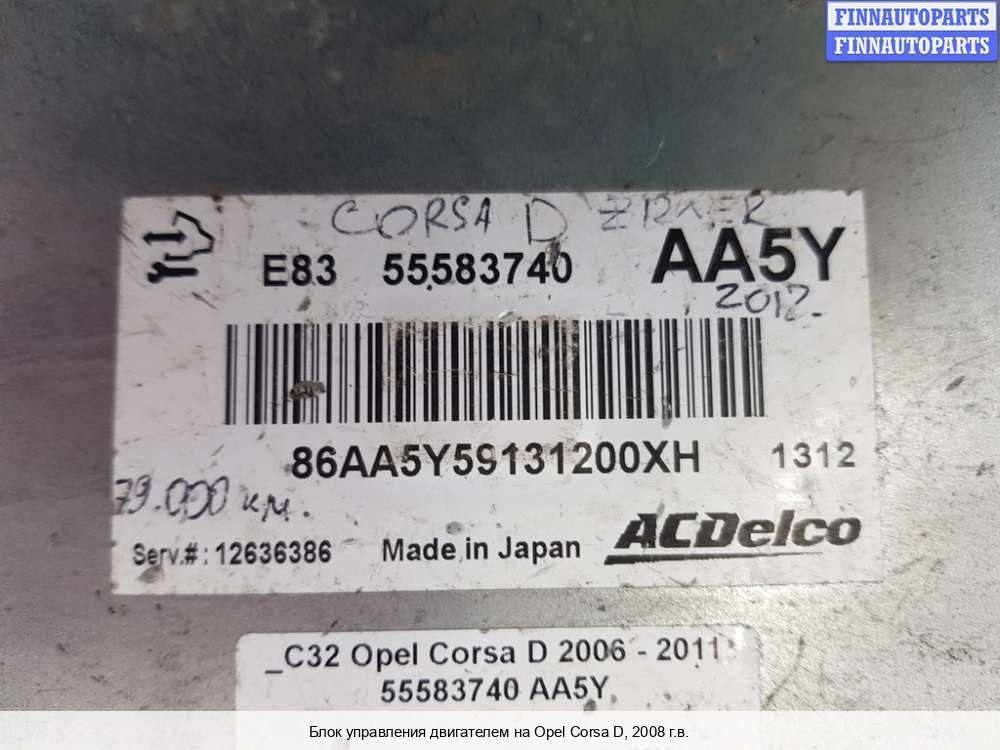 FINNAUTOPARTS
FINNAUTOPARTS
CORSA D
E83 55583740 AA5Y
2012.
86AA5Y59131200XH 1312
79.000 км.
Serv.#: 12636386 Made in Japan ACDelco
_C32 Opel Corsa D 2006 - 2011
55583740 AA5Y
Блок управления двигателем на Opel Corsa D, 2008 г.в.